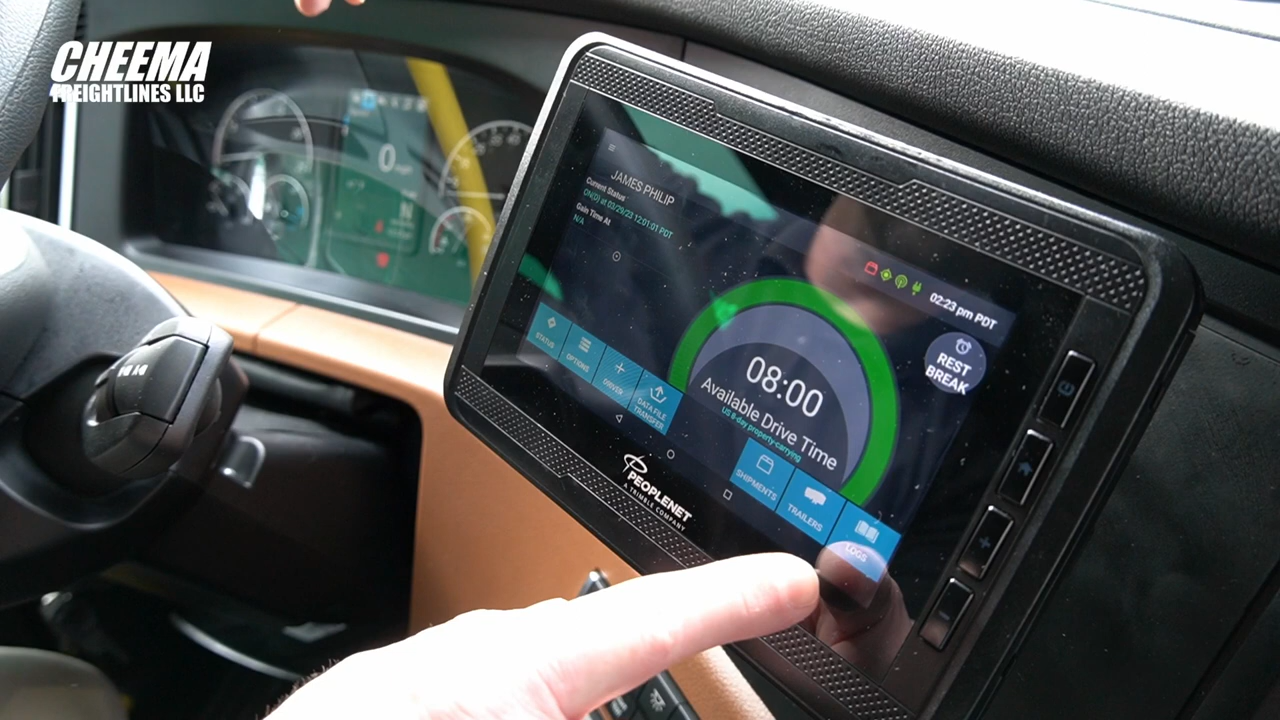 CHEEMA
FREIGHTLINES LLC
0
N
JAMES PHILIP
Current Status
ON(D) at 03/29/23 12:01:01 PDT
Gain Time At
N/A
02:23 pm PDT
REST
BREAK
08:00
Available Drive Time
US 8-day property-carrying
STATUS
OPTIONS
DRIVER
DATA FILE
TRANSFER
SHIPMENTS
TRAILERS
LOGS
PEOPLENET
A TRIMBLE COMPANY